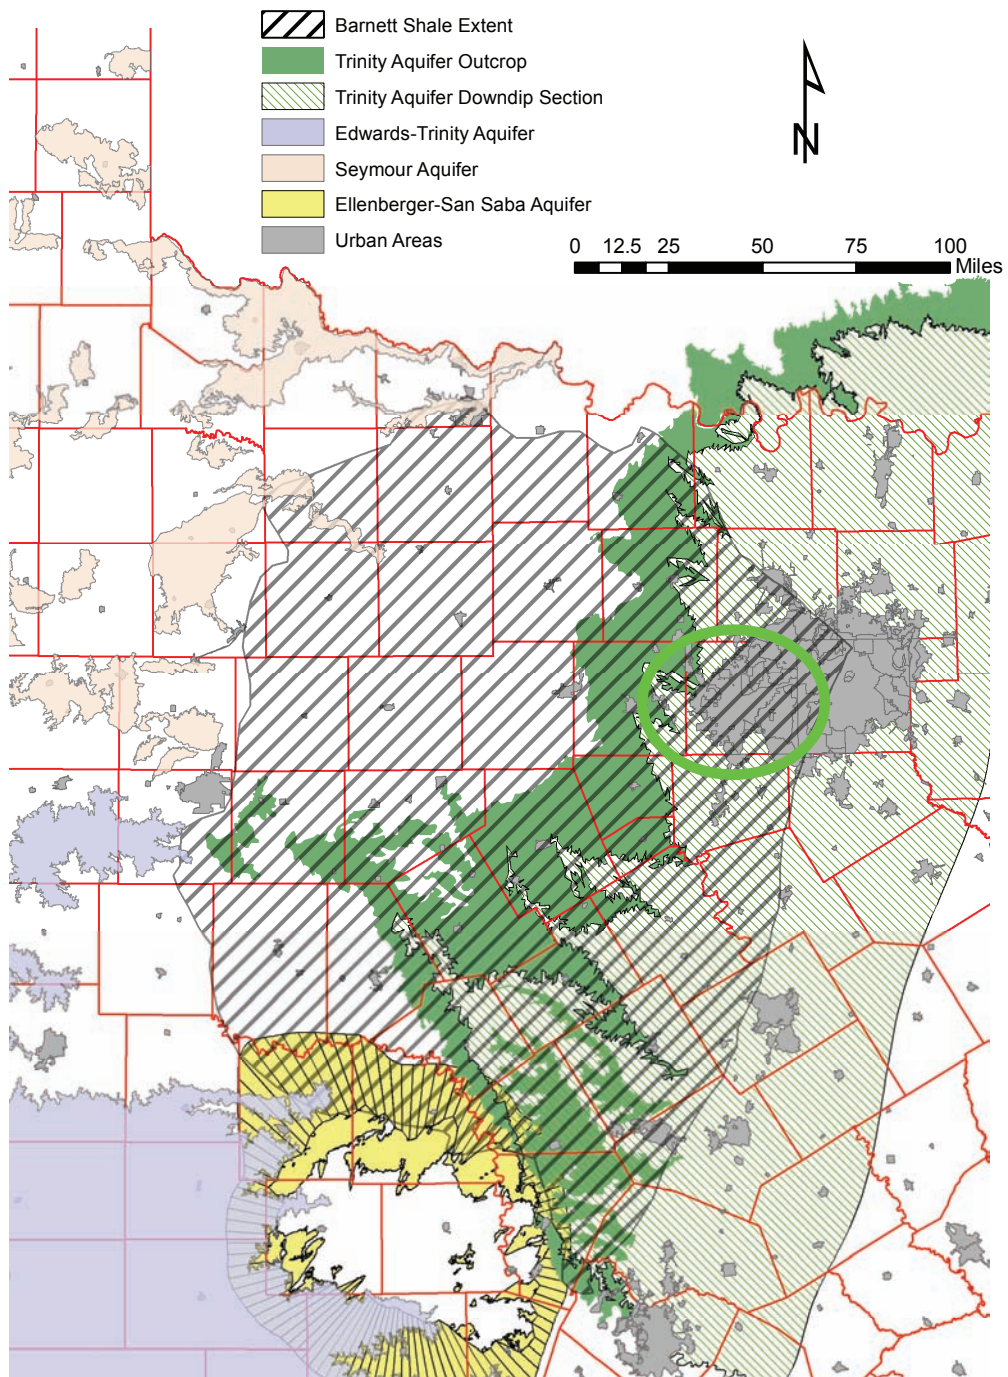 Barnett Shale Extent
Trinity Aquifer Outcrop
Trinity Aquifer Downdip Section
Edwards-Trinity Aquifer
Seymour Aquifer
Ellenberger-San Saba Aquifer
Urban Areas
N
0 12.5 25 50 75 100
Miles